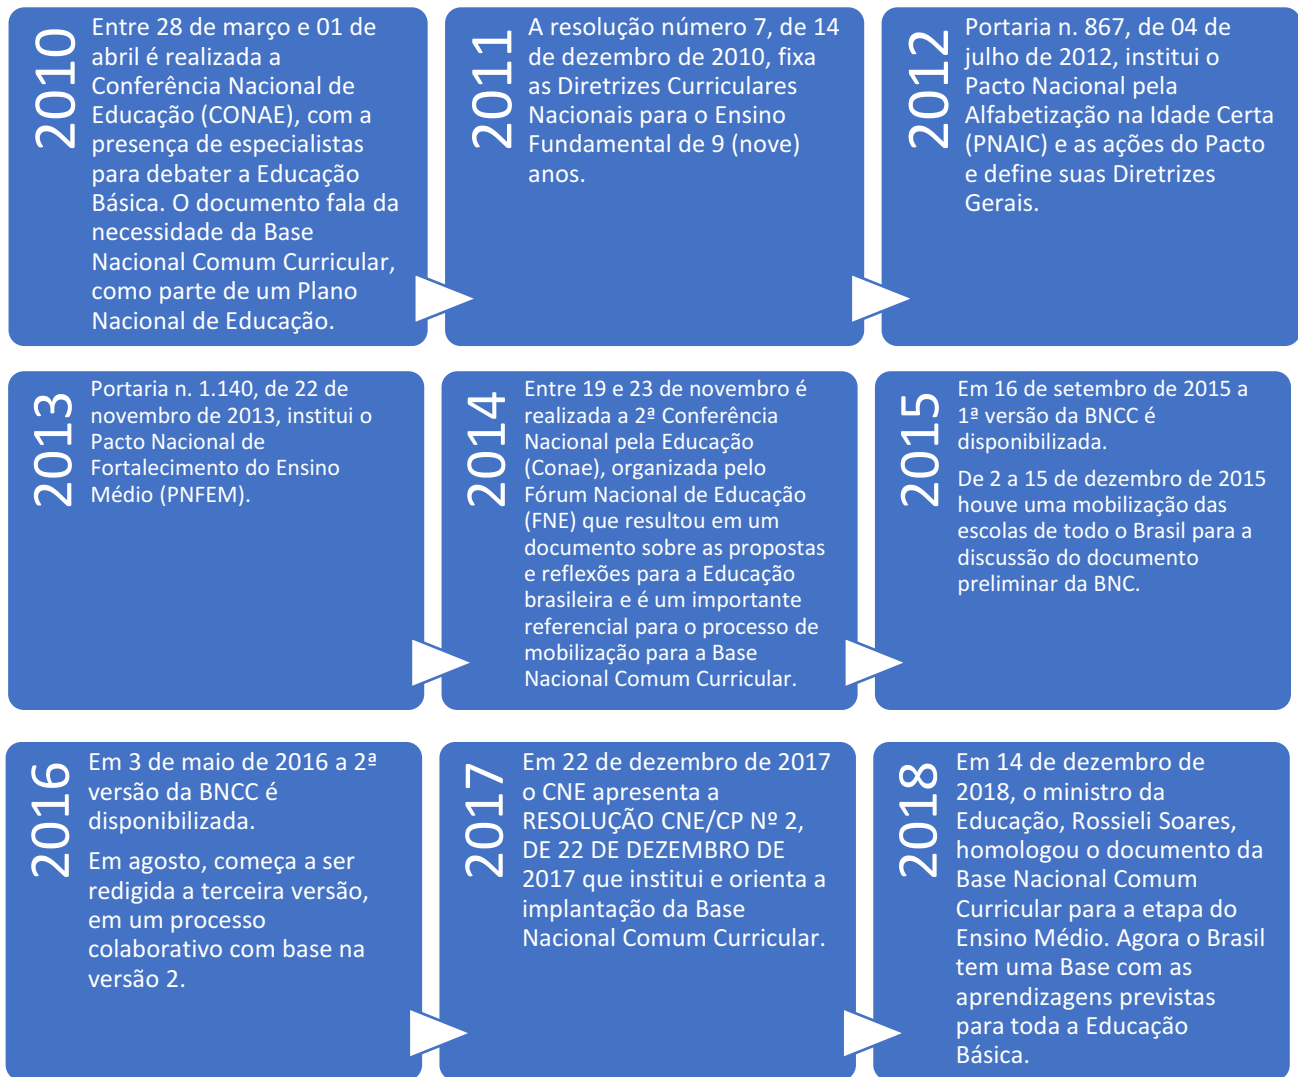 2010
Entre 28 de março e 01 de
abril é realizada a
Conferência Nacional de
Educação (CONAE), com a
presença de especialistas
para debater a Educação
Básica. O documento fala da
necessidade da Base
Nacional Comum Curricular,
como parte de um Plano
Nacional de Educação.
2011
A resolução número 7, de 14
de dezembro de 2010, fixa
as Diretrizes Curriculares
Nacionais para o Ensino
Fundamental de 9 (nove)
anos.
2012
Portaria n. 867, de 04 de
julho de 2012, institui o
Pacto Nacional pela
Alfabetização na Idade Certa
(PNAIC) e as ações do Pacto
e define suas Diretrizes
Gerais.
2013
Portaria n. 1.140, de 22 de
novembro de 2013, institui o
Pacto Nacional de
Fortalecimento do Ensino
Médio (PNFEM).
2014
Entre 19 e 23 de novembro é
realizada a 2ª Conferência
Nacional pela Educação
(Conae), organizada pelo
Fórum Nacional de Educação
(FNE) que resultou em um
documento sobre as propostas
e reflexões para a Educação
brasileira e é um importante
referencial para o processo de
mobilização para a Base
Nacional Comum Curricular.
2015
Em 16 de setembro de 2015 a
1ª versão da BNCC é
disponibilizada.
De 2 a 15 de dezembro de 2015
houve uma mobilização das
escolas de todo o Brasil para a
discussão do documento
preliminar da BNC.
2016
Em 3 de maio de 2016 a 2ª
versão da BNCC é
disponibilizada.
Em agosto, começa a ser
redigida a terceira versão,
em um processo
colaborativo com base na
versão 2.
2017
Em 22 de dezembro de 2017
o CNE apresenta a
RESOLUÇÃO CNE/CP Nº 2,
DE 22 DE DEZEMBRO DE
2017 que institui e orienta a
implantação da Base
Nacional Comum Curricular.
2018
Em 14 de dezembro de
2018, o ministro da
Educação, Rossieli Soares,
homologou o documento da
Base Nacional Comum
Curricular para a etapa do
Ensino Médio. Agora o Brasil
tem uma Base com as
aprendizagens previstas
para toda a Educação
Básica.